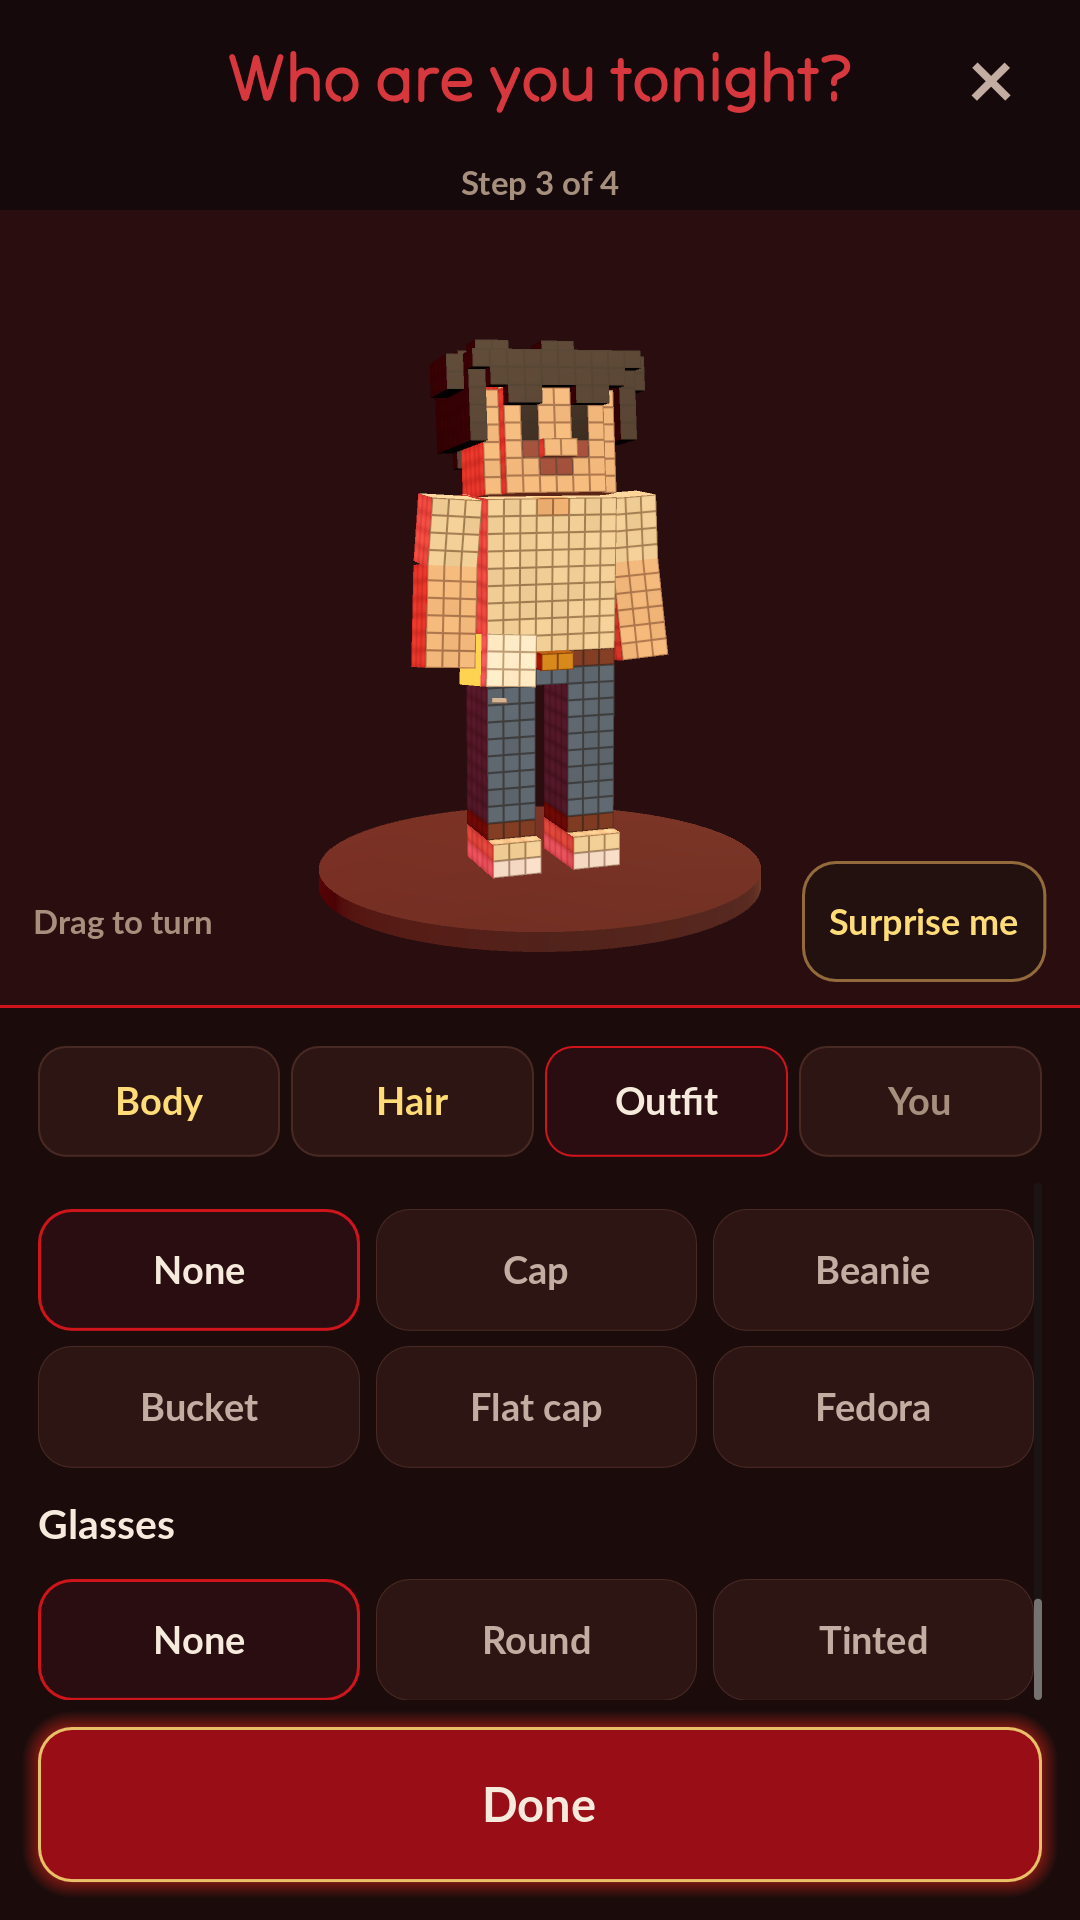 Who are you tonight?
Step 3 of 4
Drag to turn
Surprise me
Body Hair Outfit You
None Cap Beanie
Bucket Flat cap Fedora
Glasses
None Round Tinted
Done